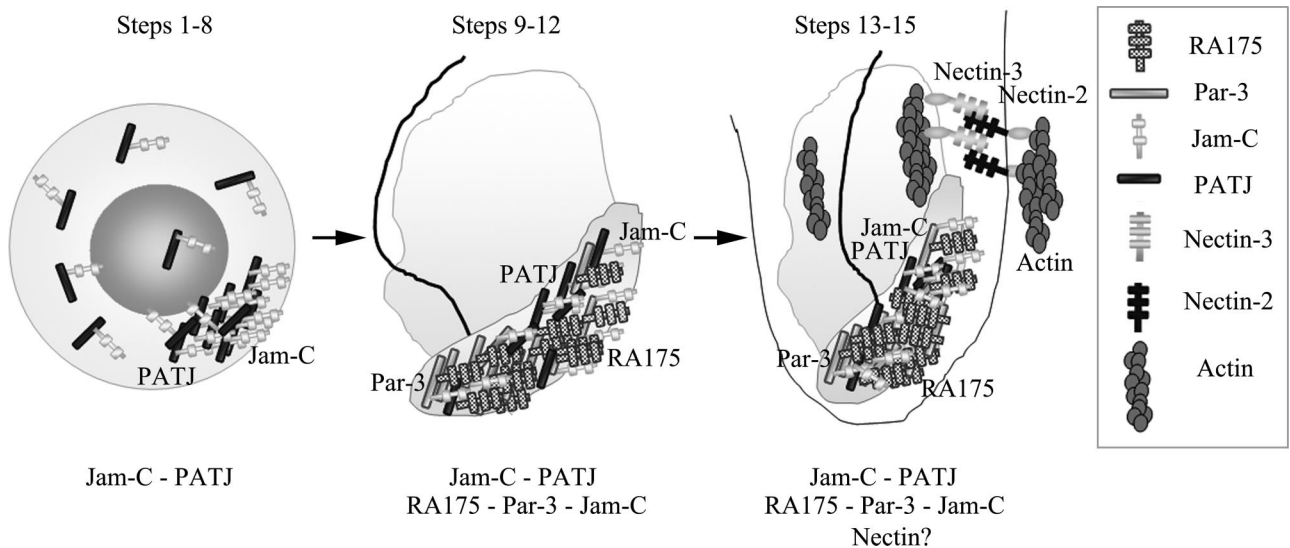 Steps 1-8
PATJ
Jam-C
Jam-C - PATJ
Steps 9-12
Jam-C
PATJ
Par-3
RA175
Jam-C - PATJ
RA175 - Par-3 - Jam-C
Steps 13-15
Nectin-3
Nectin-2
Jam-C
PATJ
Actin
Par-3
RA175
Jam-C - PATJ
RA175 - Par-3 - Jam-C
Nectin?
RA175
Par-3
Jam-C
PATJ
Nectin-3
Nectin-2
Actin